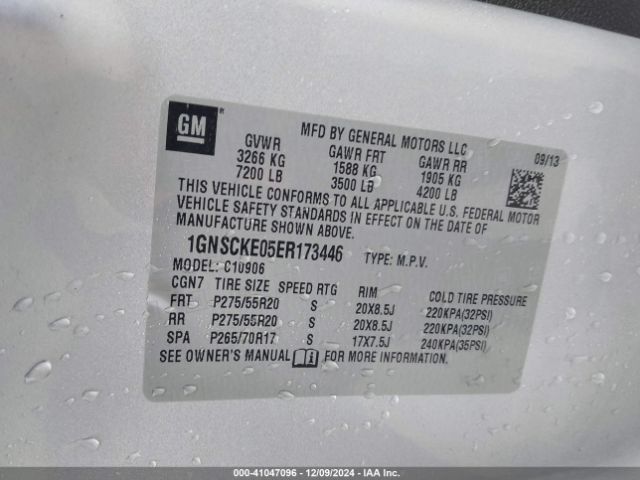 GM ®
MFD BY GENERAL MOTORS LLC
GVWR GAWR FRT GAWR RR 09/13
3266 KG 1588 KG 1905 KG
7200 LB 3500 LB 4200 LB
THIS VEHICLE CONFORMS TO ALL APPLICABLE U.S. FEDERAL MOTOR
VEHICLE SAFETY STANDARDS IN EFFECT ON THE DATE OF
MANUFACTURE SHOWN ABOVE.
1GNSCKE05ER173446 TYPE: M.P.V.
MODEL: C10906
CGN7 TIRE SIZE SPEED RTG RIM COLD TIRE PRESSURE
FRT P275/55R20 S 20X8.5J 220KPA(32PSI)
RR P275/55R20 S 20X8.5J 220KPA(32PSI)
SPA P265/70R17 S 17X7.5J 240KPA(35PSI)
SEE OWNER'S MANUAL i FOR MORE INFORMATION.
000-41047096 - 12/09/2024 - IAA Inc.